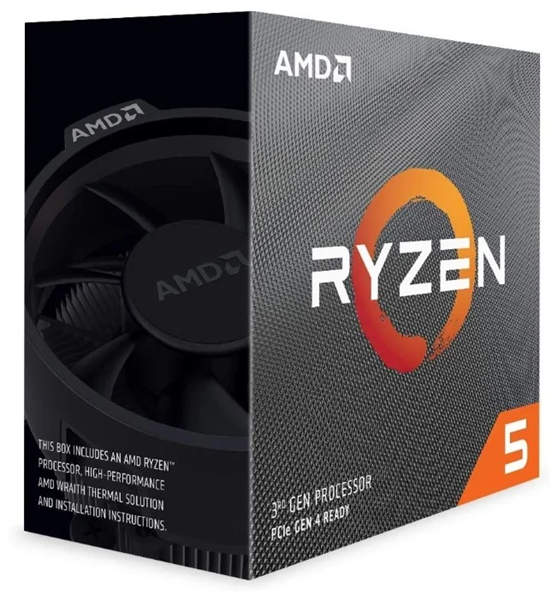 AMD
AMD
THIS BOX INCLUDES AN AMD RYZEN™
PROCESSOR, HIGH-PERFORMANCE
AMD WRAITH THERMAL SOLUTION
AND INSTALLATION INSTRUCTIONS.
AMD
RYZEN
5
3RD GEN PROCESSOR
PCIe GEN 4 READY